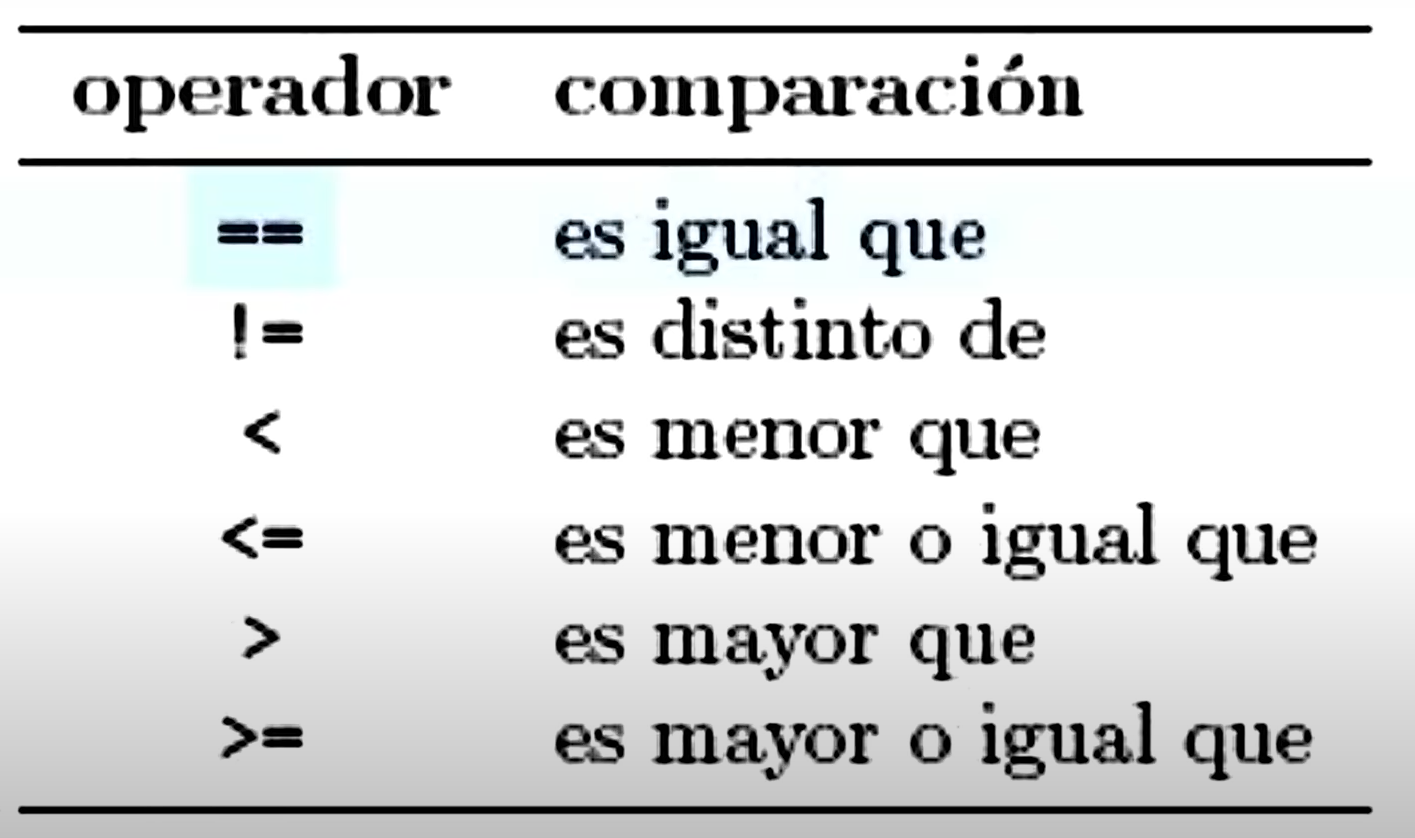 operador comparación
== es igual que
!= es distinto de
< es menor que
<= es menor o igual que
> es mayor que
>= es mayor o igual que